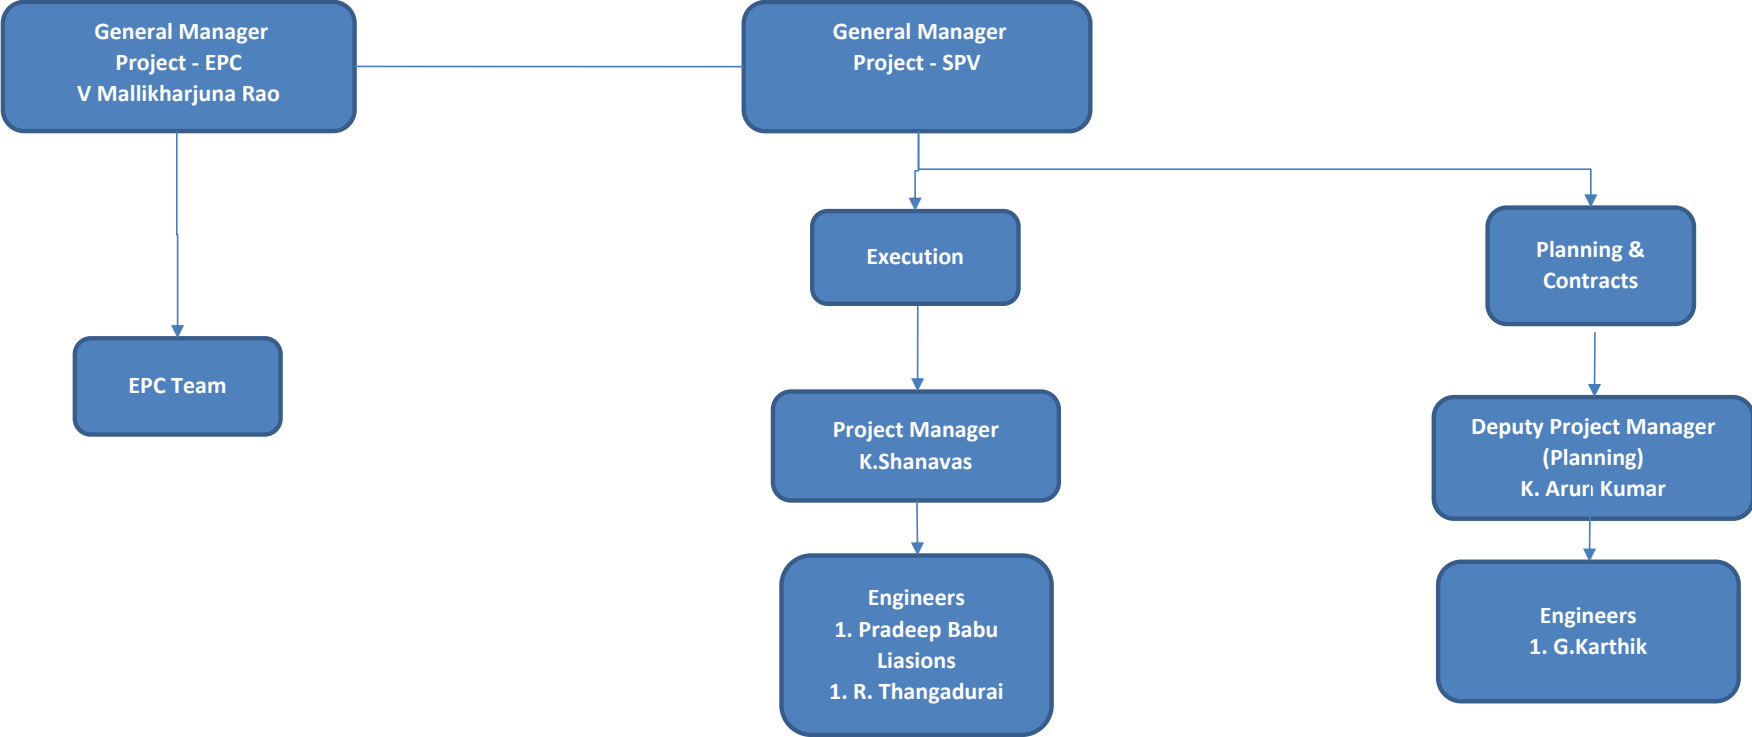 General Manager
Project - EPC
V Mallikharjuna Rao
General Manager
Project - SPV
Execution
Planning &
Contracts
EPC Team
Project Manager
K.Shanavas
Deputy Project Manager
(Planning)
K. Arun Kumar
Engineers
1. Pradeep Babu
Liasions
1. R. Thangadurai
Engineers
1. G.Karthik